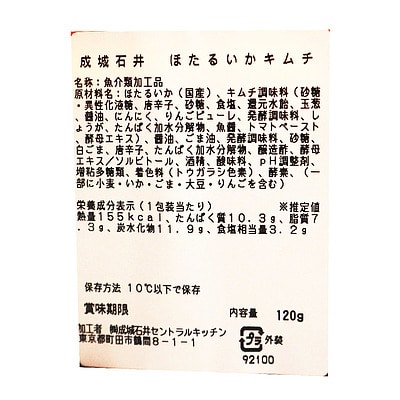 成城石井　ほたるいかキムチ
名称：魚介類加工品
原材料名：ほたるいか（国産）、キムチ調味料（砂糖
・異性化液糖、唐辛子、砂糖、食塩、還元水飴、玉葱
、醤油、にんにく、りんごピューレ、発酵調味料、し
ょうが、たんぱく加水分解物、魚醤、トマトペースト
、酵母エキス）、醤油、ごま油、発酵調味料、砂糖、
白ごま、唐辛子、たんぱく加水分解物、醸造酢、酵母
エキス／ソルビトール、酒精、酸味料、ｐＨ調整剤、
増粘多糖類、着色料（トウガラシ色素）、酵素、（一
部に小麦・いか・ごま・大豆・りんごを含む）
栄養成分表示（１包装当たり）　※推定値
熱量１５５ｋｃａｌ、たんぱく質１０．３ｇ、脂質７
．３ｇ、炭水化物１１．９ｇ、食塩相当量３．２ｇ
保存方法　10℃以下で保存
賞味期限　内容量　120g
加工者　㈱成城石井セントラルキッチン
東京都町田市鶴間８－１－１
プラ 外装
92100